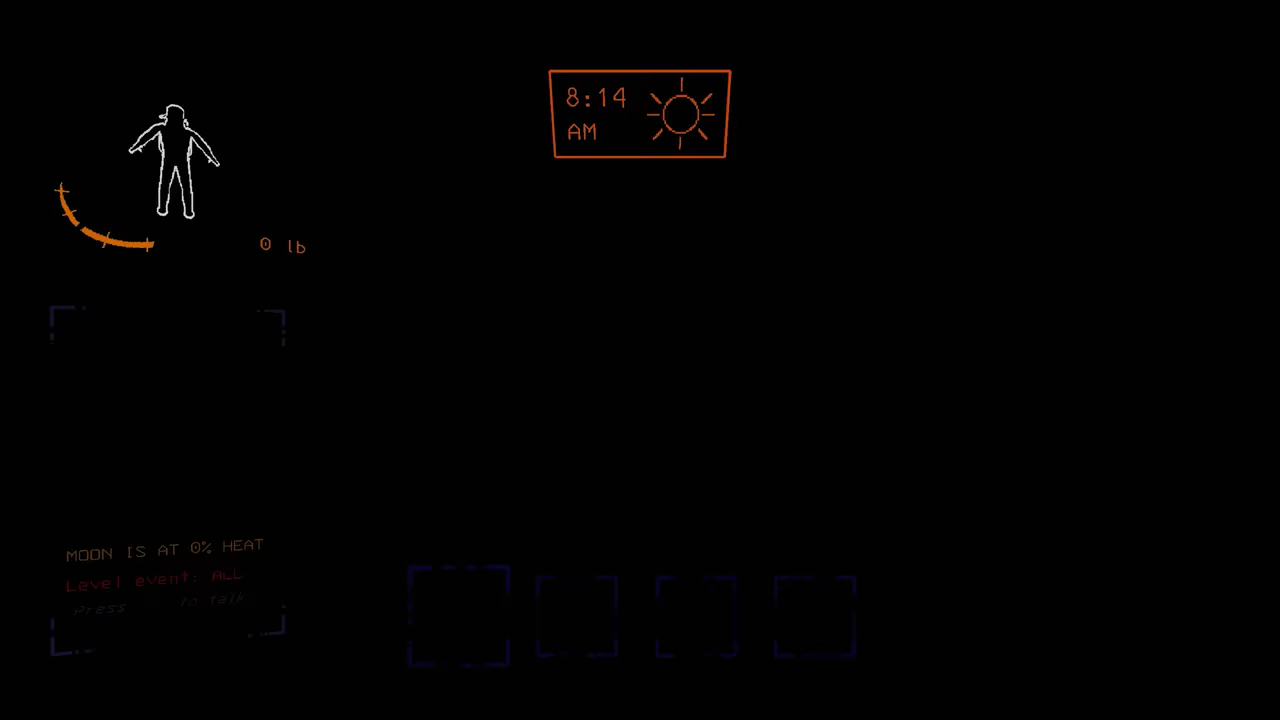 8:14
AM
0 lb
MOON IS AT 0% HEAT
Level event: ALL
Press to talk